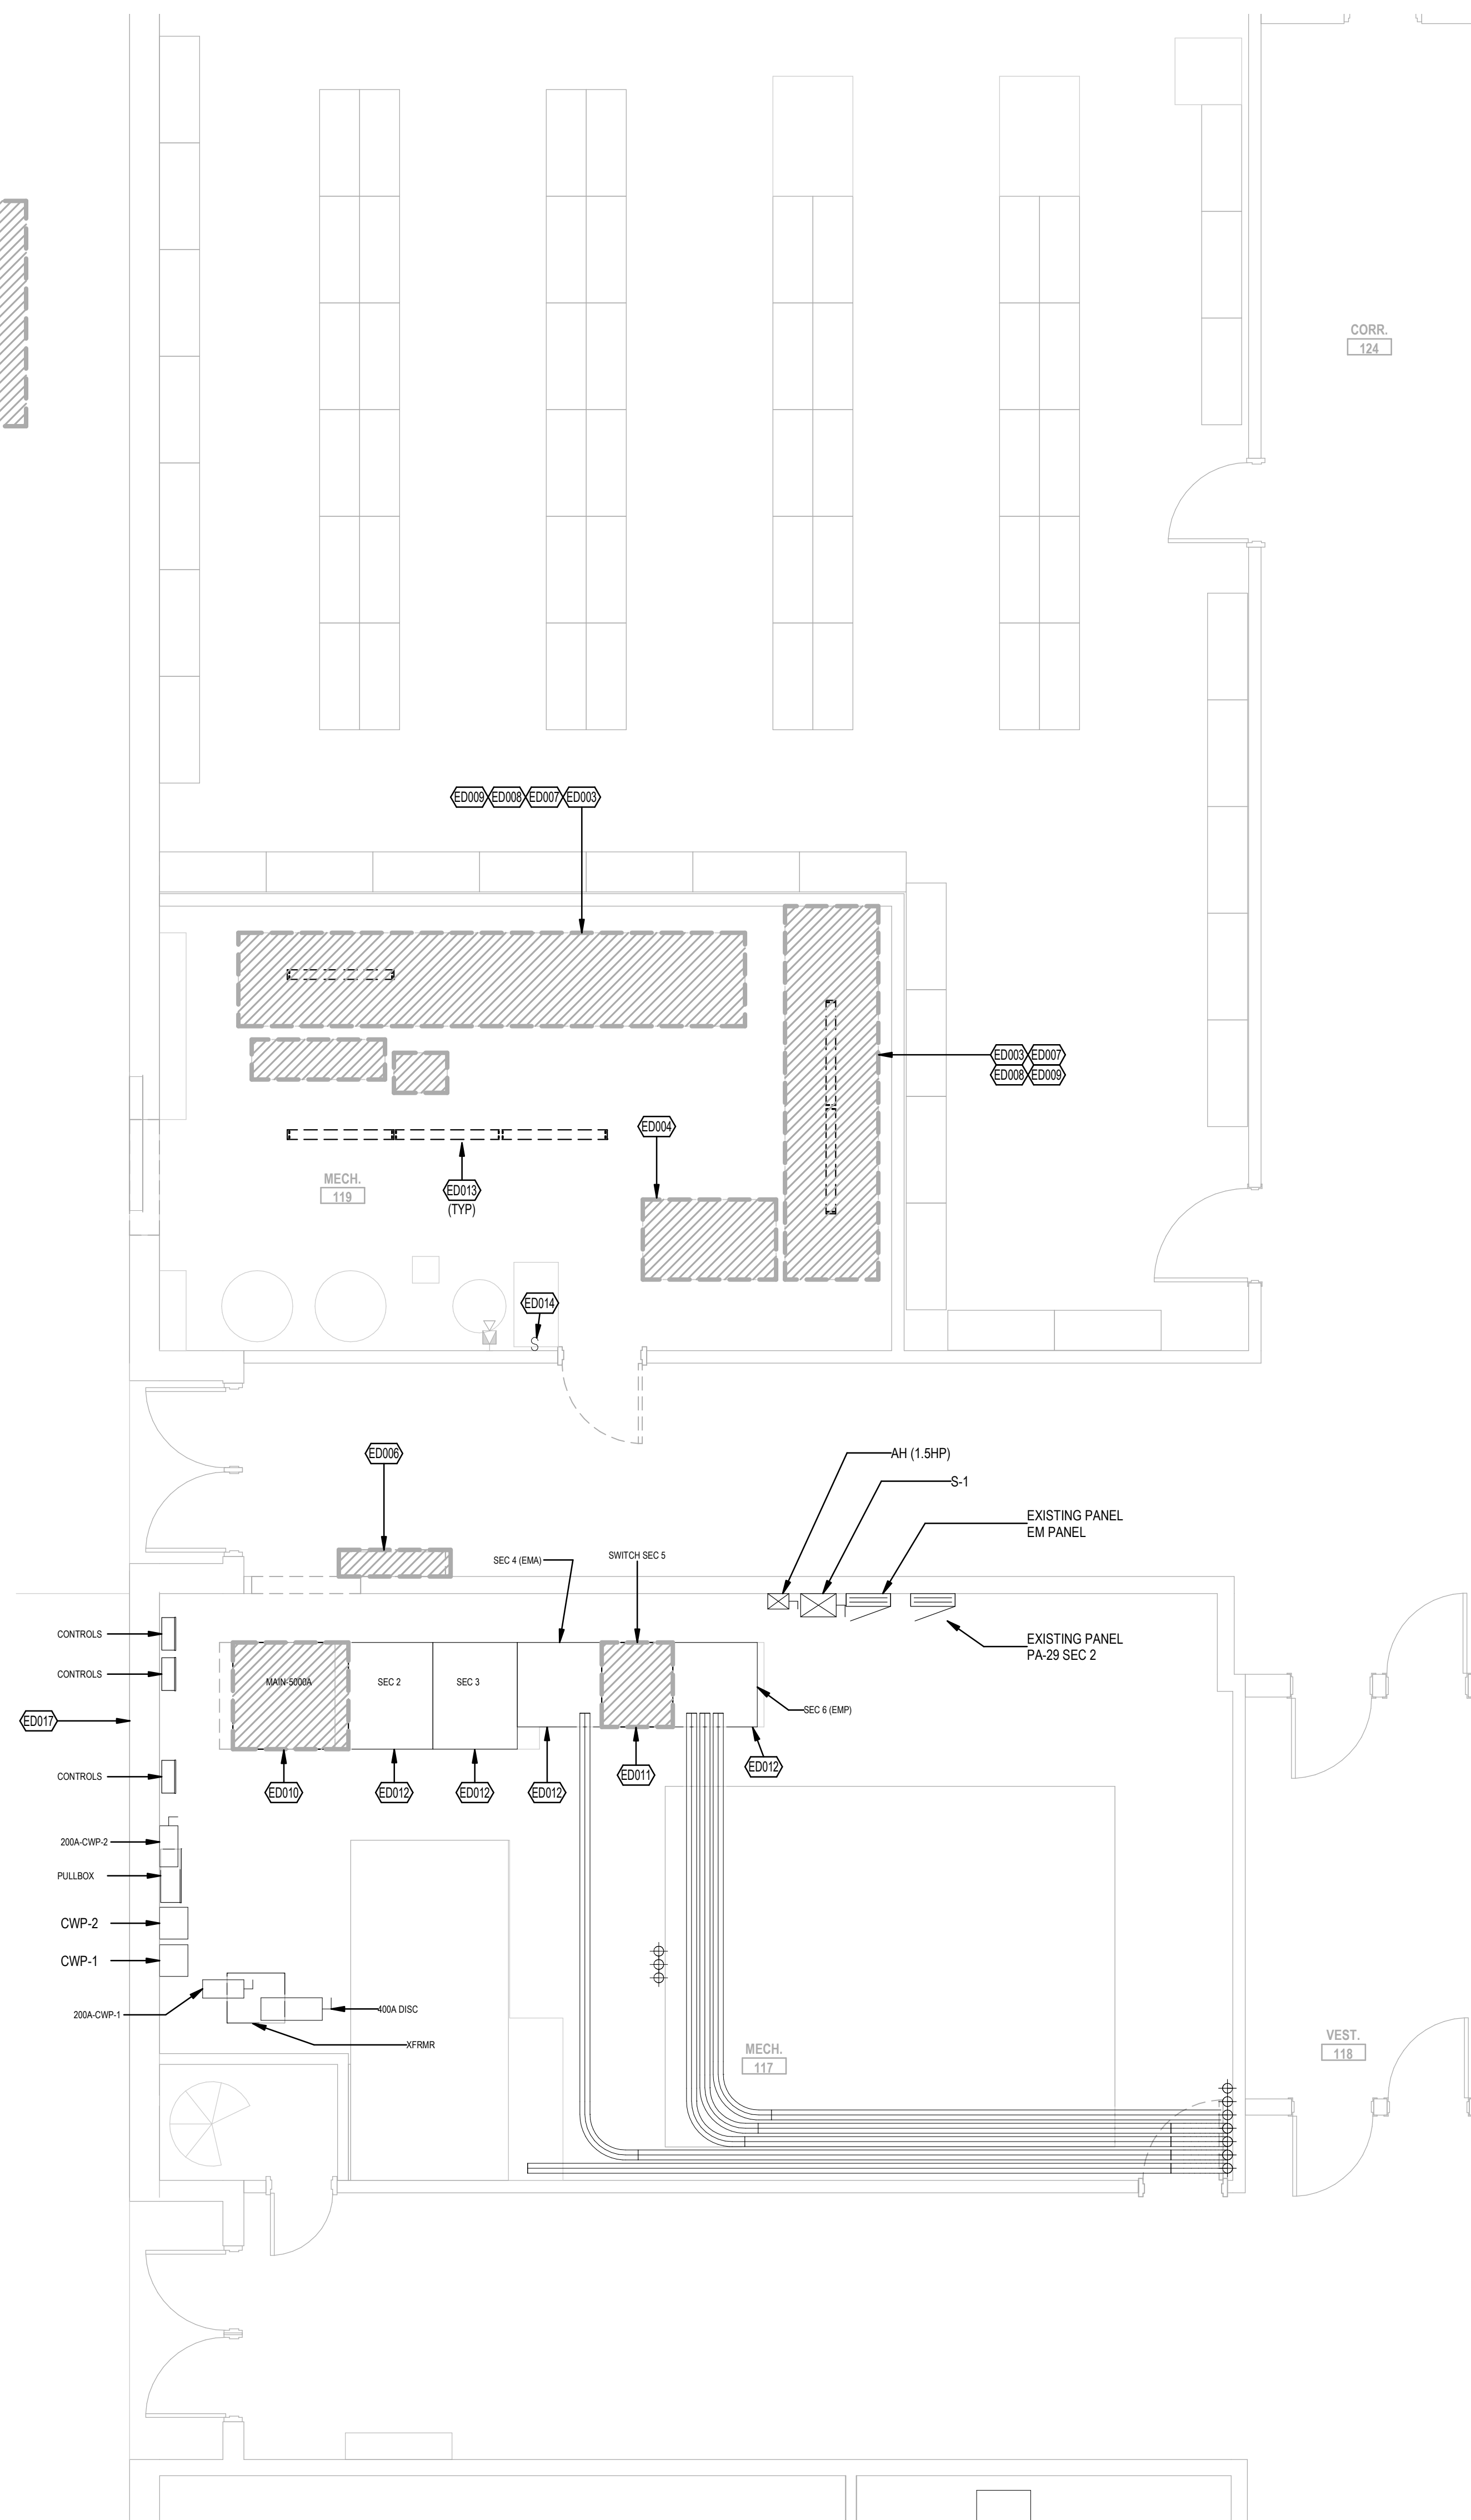 CORR.
124
ED009 ED008 ED007 ED003
ED003 ED007
ED008 ED009
ED004
MECH.
119
ED013
(TYP)
ED014
S
ED006
AH (1.5HP)
S-1
EXISTING PANEL
EM PANEL
SEC 4 (EMA)
SWITCH SEC 5
CONTROLS
EXISTING PANEL
PA-29 SEC 2
CONTROLS
MAIN-5000A
SEC 2
SEC 3
SEC 6 (EMP)
ED017
CONTROLS
ED010
ED012
ED012
ED012
ED011
ED012
200A-CWP-2
PULLBOX
CWP-2
CWP-1
200A-CWP-1
400A DISC
XFRMR
MECH.
117
VEST.
118